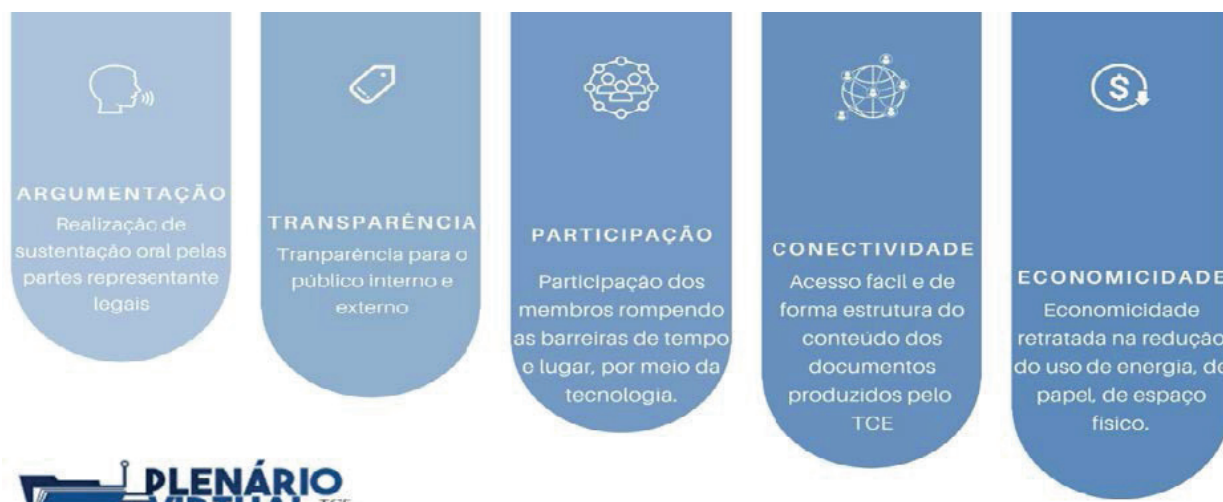 ARGUMENTAÇÃO
Realização de
sustentação oral pelas
partes representante
legais
TRANSPARÊNCIA
Tranparência para o
público interno e
externo
PARTICIPAÇÃO
Participação dos
membros rompendo
as barreiras de tempo
e lugar, por meio da
tecnologia.
CONECTIVIDADE
Acesso fácil e de
forma estrutura do
conteúdo dos
documentos
produzidos pelo
TCE
ECONOMICIDADE
Economicidade
retratada na redução
do uso de energia, de
papel, de espaço
físico.
PLENÁRIO
VIRTUAL TCE